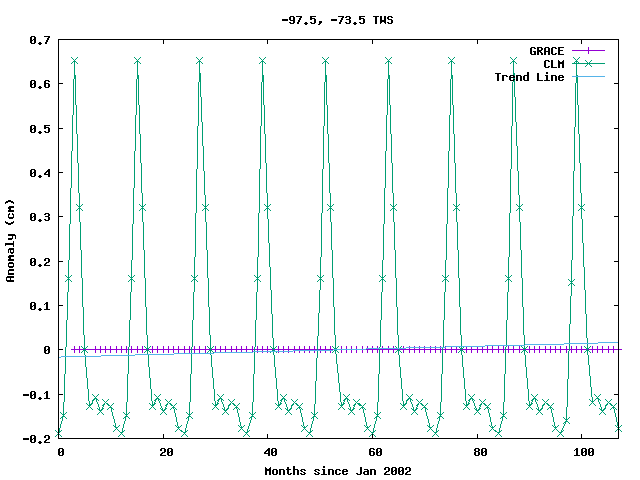 -97.5, -73.5 TWS
GRACE
CLM
Trend Line
0.7
0.6
0.5
0.4
0.3
0.2
0.1
0
-0.1
-0.2
Anomaly (cm)
0 20 40 60 80 100
Months since Jan 2002